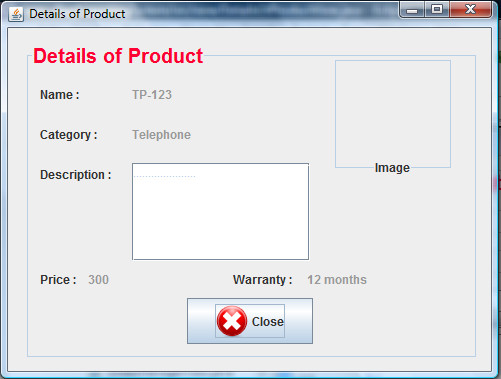 Details of Product
Details of Product
Name : TP-123
Category : Telephone
Image
Description : .....................
Price : 300 Warranty : 12 months
Close